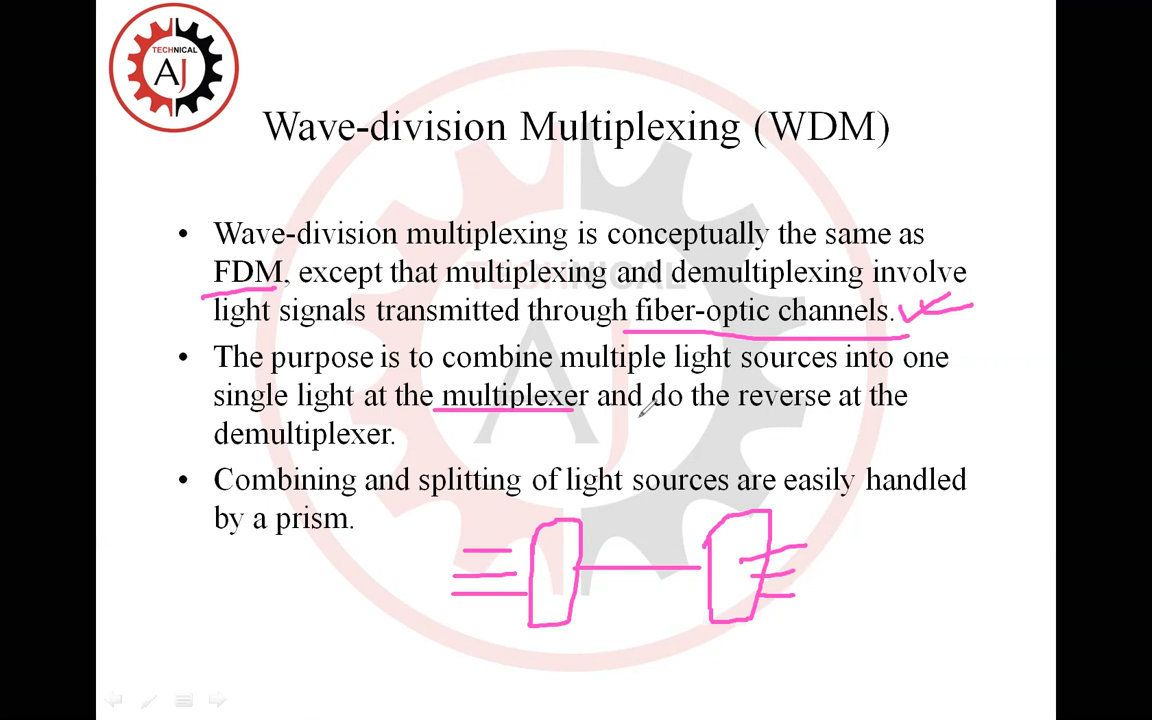 TECHNICAL
AJ
Wave-division Multiplexing (WDM)
• Wave-division multiplexing is conceptually the same as
FDM, except that multiplexing and demultiplexing involve
light signals transmitted through fiber-optic channels.
• The purpose is to combine multiple light sources into one
single light at the multiplexer and do the reverse at the
demultiplexer.
• Combining and splitting of light sources are easily handled
by a prism.
TECHNICAL
AJ